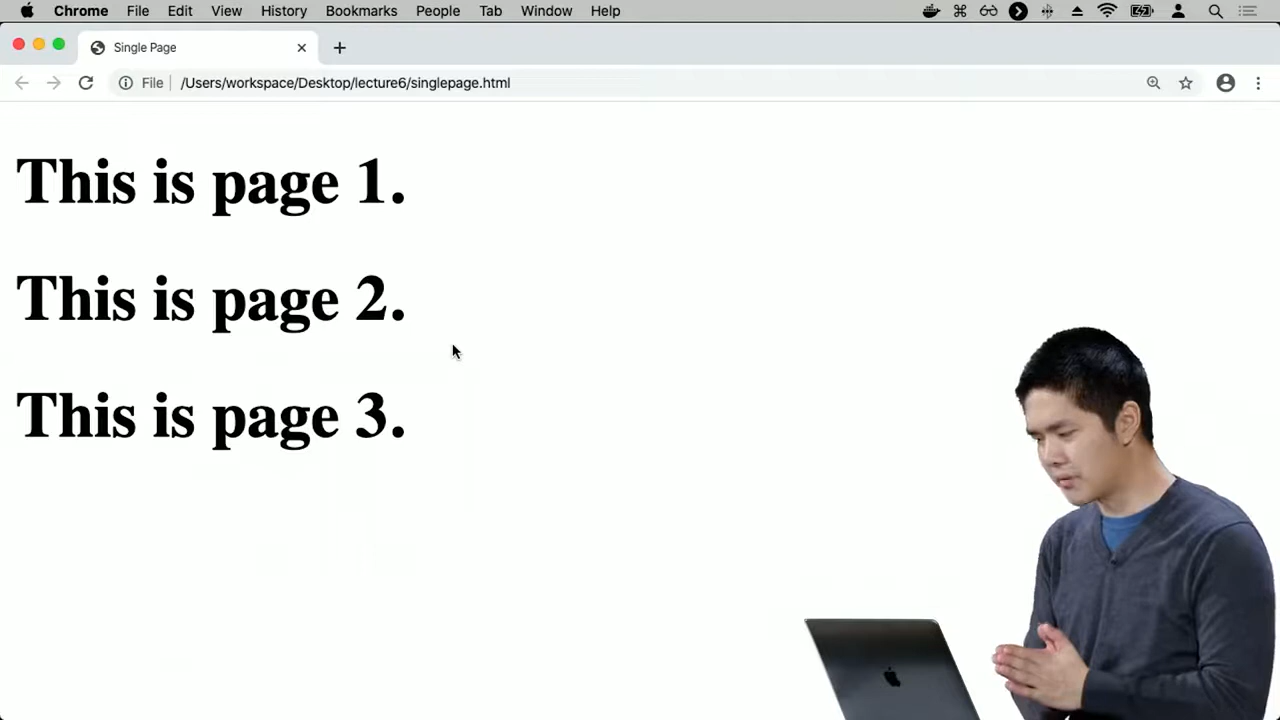 Chrome File Edit View History Bookmarks People Tab Window Help
Single Page
File /Users/workspace/Desktop/lecture6/singlepage.html
This is page 1.
This is page 2.
This is page 3.